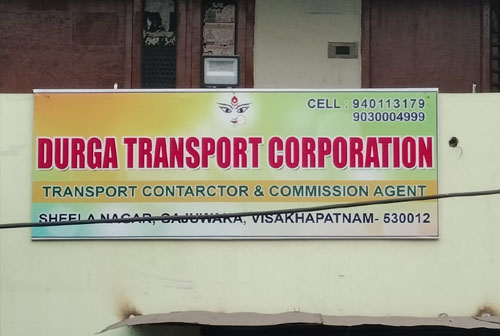 CELL : 940113179
9030004999
DURGA TRANSPORT CORPORATION
TRANSPORT CONTARCTOR & COMMISSION AGENT
SHEELA NAGAR, GAJUWAKA, VISAKHAPATNAM- 530012